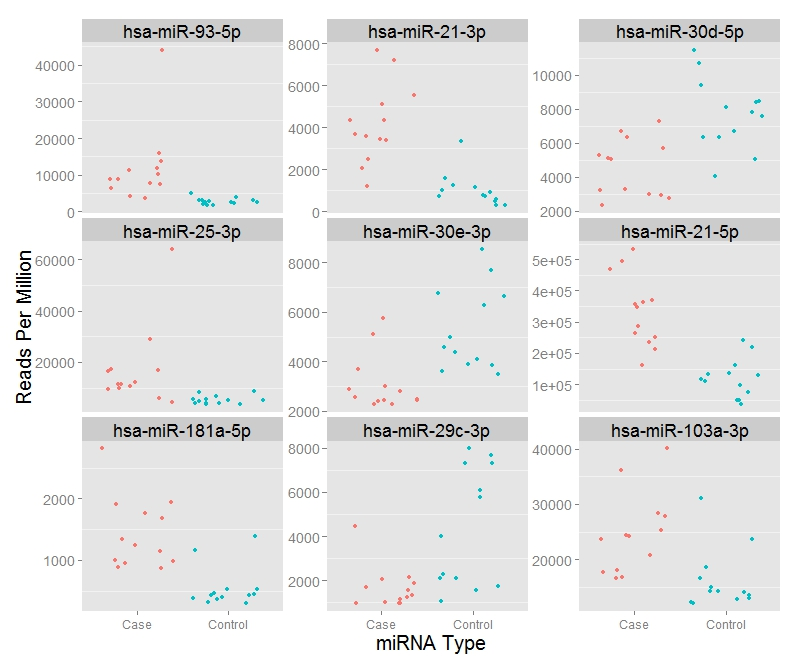 hsa-miR-93-5p
hsa-miR-21-3p
hsa-miR-30d-5p
40000
30000
20000
10000
0
8000
6000
4000
2000
0
10000
8000
6000
4000
2000
hsa-miR-25-3p
hsa-miR-30e-3p
hsa-miR-21-5p
60000
40000
20000
8000
6000
4000
2000
5e+05
4e+05
3e+05
2e+05
1e+05
hsa-miR-181a-5p
hsa-miR-29c-3p
hsa-miR-103a-3p
2000
1000
8000
6000
4000
2000
40000
30000
20000
Case Control
Case Control
Case Control
Reads Per Million
miRNA Type